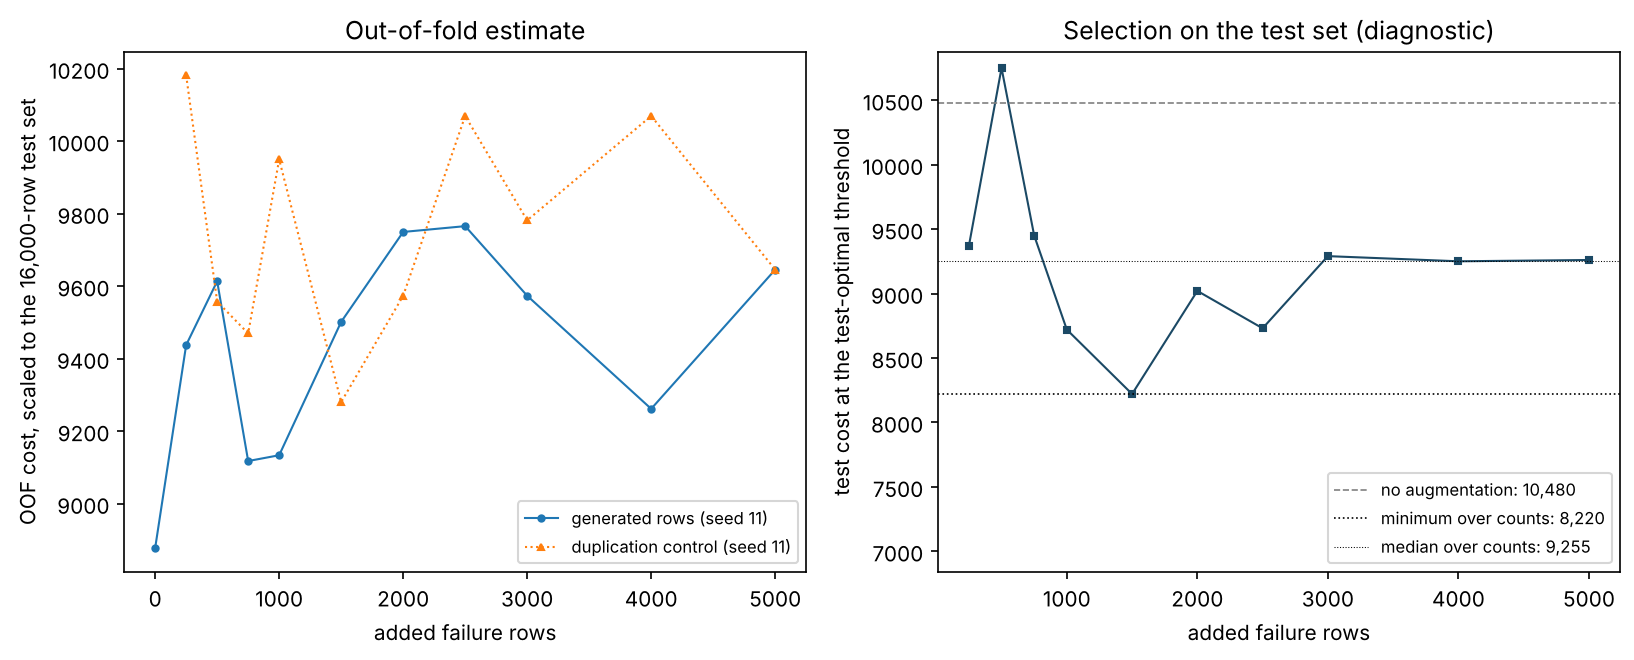 Out-of-fold estimate
OOF cost, scaled to the 16,000-row test set
10200
10000
9800
9600
9400
9200
9000
0
1000
2000
3000
4000
5000
added failure rows
generated rows (seed 11)
duplication control (seed 11)
Selection on the test set (diagnostic)
test cost at the test-optimal threshold
10500
10000
9500
9000
8500
8000
7500
7000
1000
2000
3000
4000
5000
added failure rows
no augmentation: 10,480
minimum over counts: 8,220
median over counts: 9,255